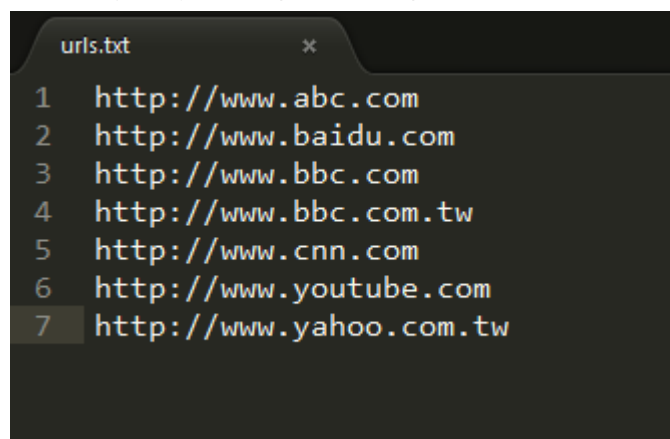 urls.txt ×
1 http://www.abc.com
2 http://www.baidu.com
3 http://www.bbc.com
4 http://www.bbc.com.tw
5 http://www.cnn.com
6 http://www.youtube.com
7 http://www.yahoo.com.tw